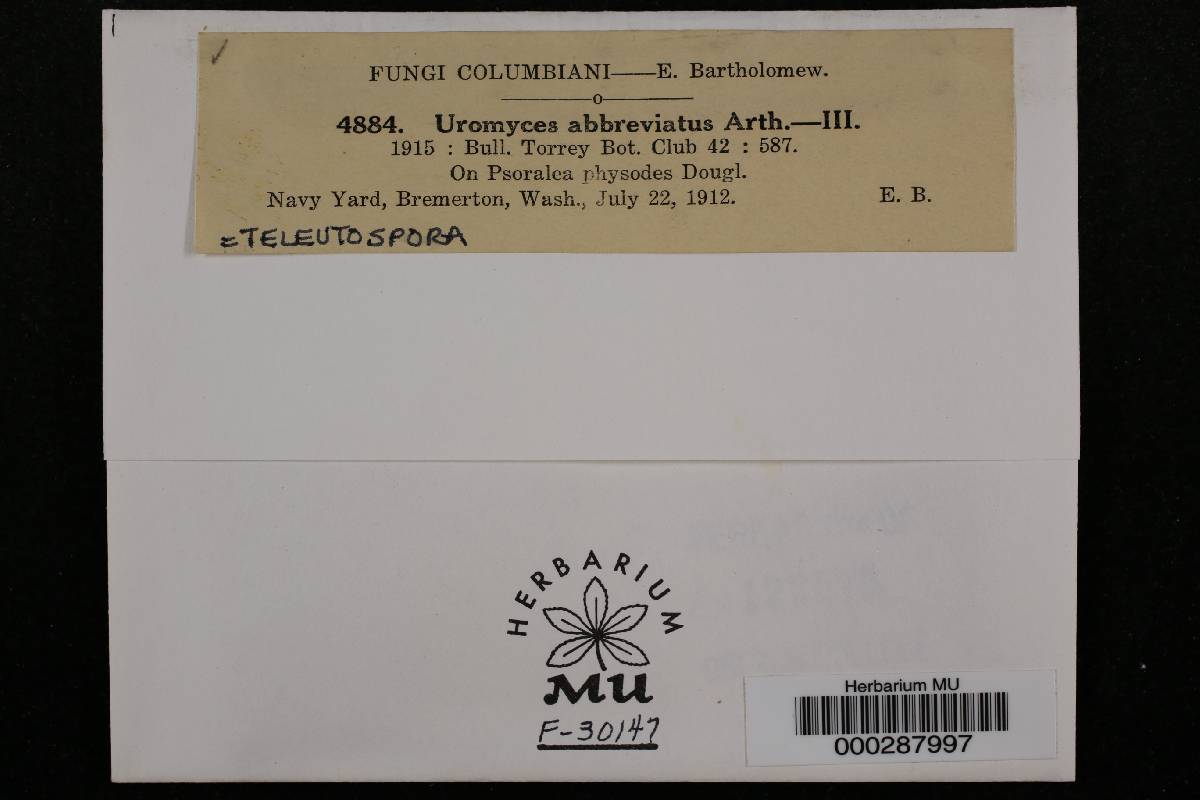 FUNGI COLUMBIANI——E. Bartholomew.
4884. Uromyces abbreviatus Arth.—III.
1915 : Bull. Torrey Bot. Club 42 : 587.
On Psoralea physodes Dougl.
Navy Yard, Bremerton, Wash., July 22, 1912. E. B.
=TELEUTOSPORA
HERBARIUM
MU
F-30147
Herbarium MU
000287997